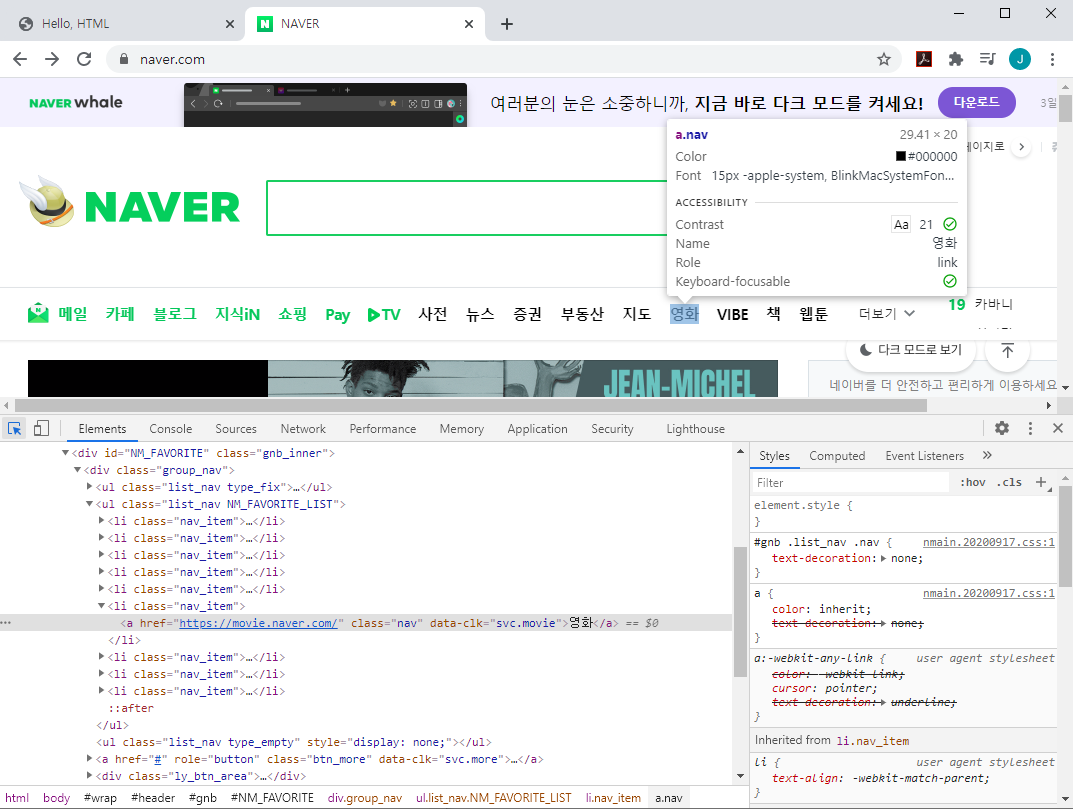 Hello, HTML
NAVER
naver.com
NAVER whale
여러분의 눈은 소중하니까, 지금 바로 다크 모드를 켜세요!
다운로드
3일
a.nav 29.41 × 20
Color #000000
Font 15px -apple-system, BlinkMacSystemFon...
ACCESSIBILITY
Contrast Aa 21
Name 영화
Role link
Keyboard-focusable
NAVER
메일 카페 블로그 지식iN 쇼핑 Pay TV 사전 뉴스 증권 부동산 지도 영화 VIBE 책 웹툰 더보기
19 카바니
다크 모드로 보기
JEAN-MICHEL
네이버를 더 안전하고 편리하게 이용하세요
Elements Console Sources Network Performance Memory Application Security Lighthouse
<div id="NM_FAVORITE" class="gnb_inner">
<div class="group_nav">
<ul class="list_nav type_fix">…</ul>
<ul class="list_nav NM_FAVORITE_LIST">
<li class="nav_item">…</li>
<li class="nav_item">…</li>
<li class="nav_item">…</li>
<li class="nav_item">…</li>
<li class="nav_item">…</li>
<li class="nav_item">
<a href="https://movie.naver.com/" class="nav" data-clk="svc.movie">영화</a> == $0
</li>
<li class="nav_item">…</li>
<li class="nav_item">…</li>
<li class="nav_item">…</li>
::after
</ul>
<ul class="list_nav type_empty" style="display: none;"></ul>
<a href="#" role="button" class="btn_more" data-clk="svc.more">…</a>
<div class="ly_btn_area">…</div>
html body #wrap #header #gnb #NM_FAVORITE div.group_nav ul.list_nav.NM_FAVORITE_LIST li.nav_item a.nav
Styles Computed Event Listeners »
Filter :hov .cls +
element.style {
}
#gnb .list_nav .nav { nmain.20200917.css:1
text-decoration: none;
}
a { nmain.20200917.css:1
color: inherit;
text-decoration: none;
}
a:-webkit-any-link { user agent stylesheet
color: -webkit-link;
cursor: pointer;
text-decoration: underline;
}
Inherited from li.nav_item
li { user agent stylesheet
text-align: -webkit-match-parent;
}